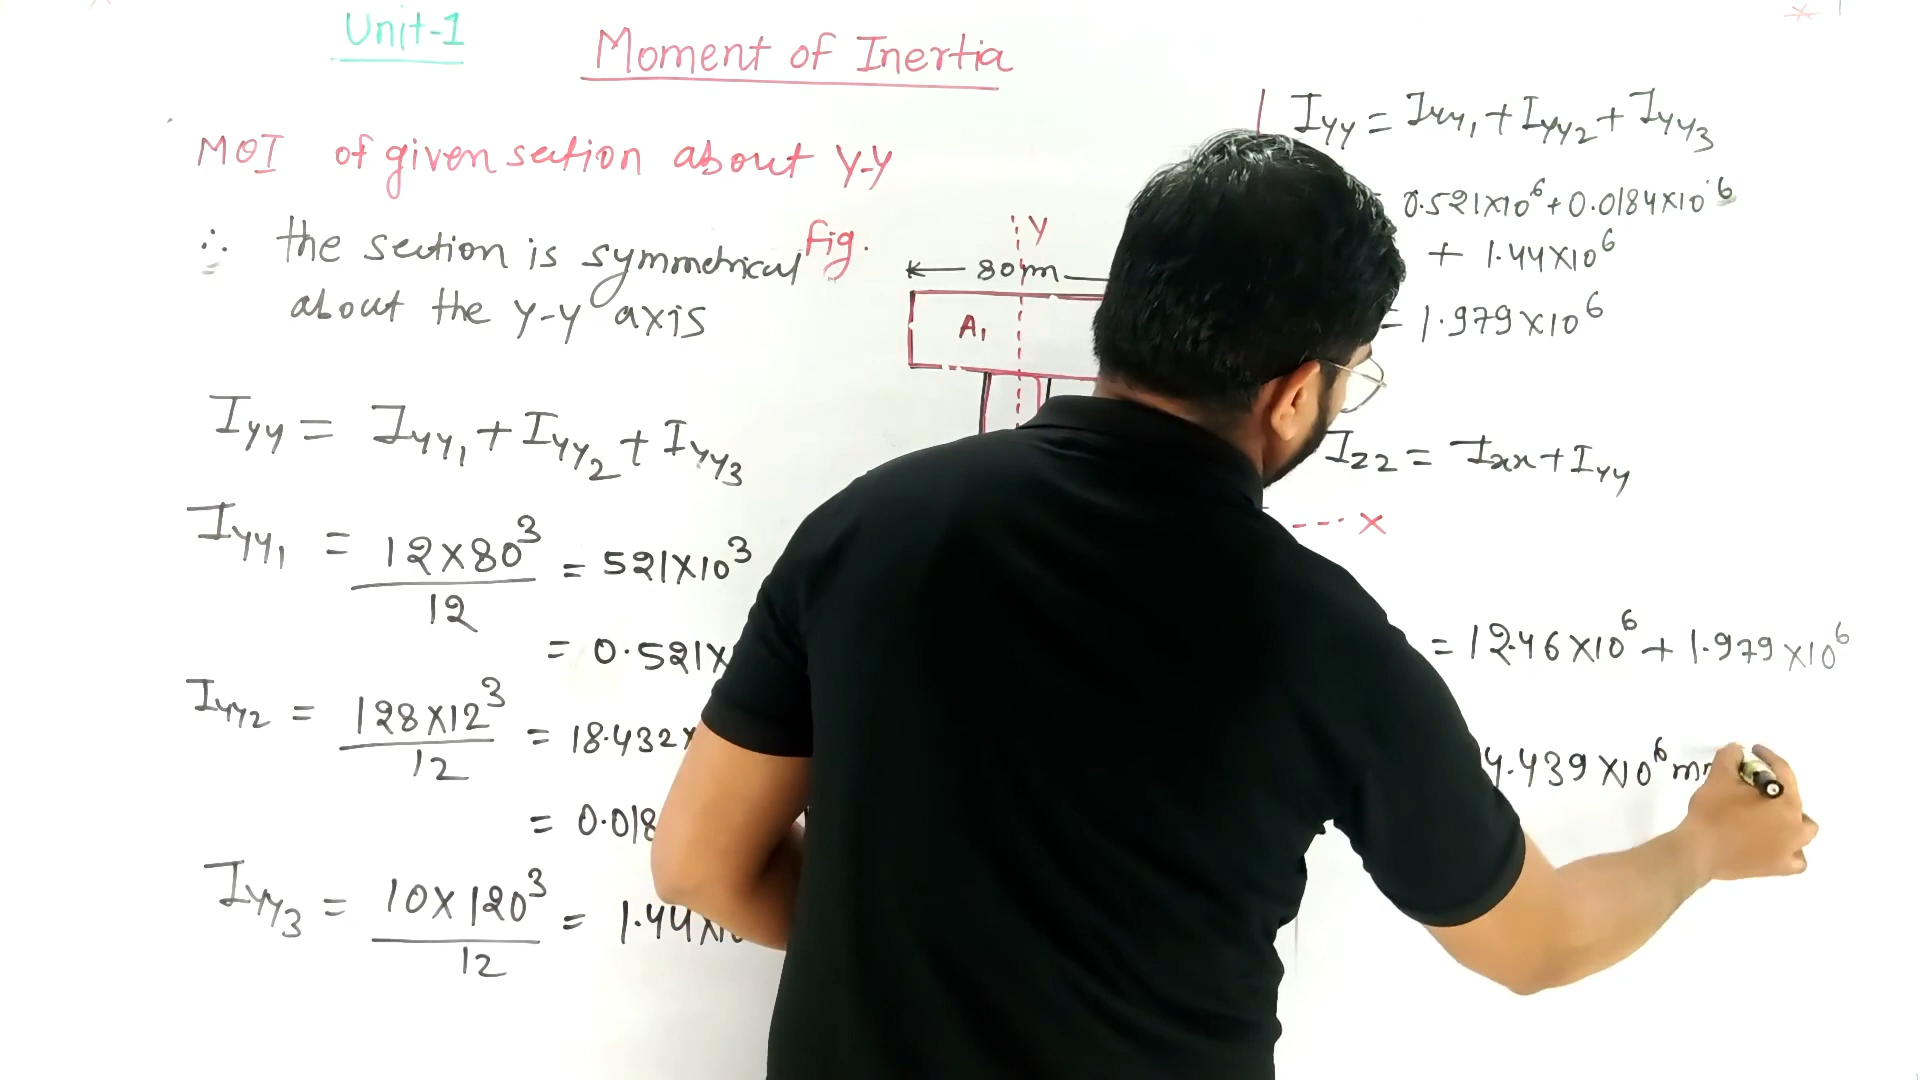 Unit-1
Moment of Inertia
MOI of given section about Y-Y
∴ the section is symmetrical
about the Y-Y axis
Iyy = Iyy1 + Iyy2 + Iyy3
Iyy1 = 12×80³/12 = 521×10³
= 0.521×
Iyy2 = 128×12³/12 = 18.432×
= 0.018
Iyy3 = 10×120³/12 = 1.44×10
fig.
Y
80
A1
X
Iyy = Iyy1 + Iyy2 + Iyy3
0.521×10⁶ + 0.0184×10⁶
+ 1.44×10⁶
= 1.979×10⁶
Izz = Ixx + Iyy
= 12.46×10⁶ + 1.979×10⁶
4.439×10⁶